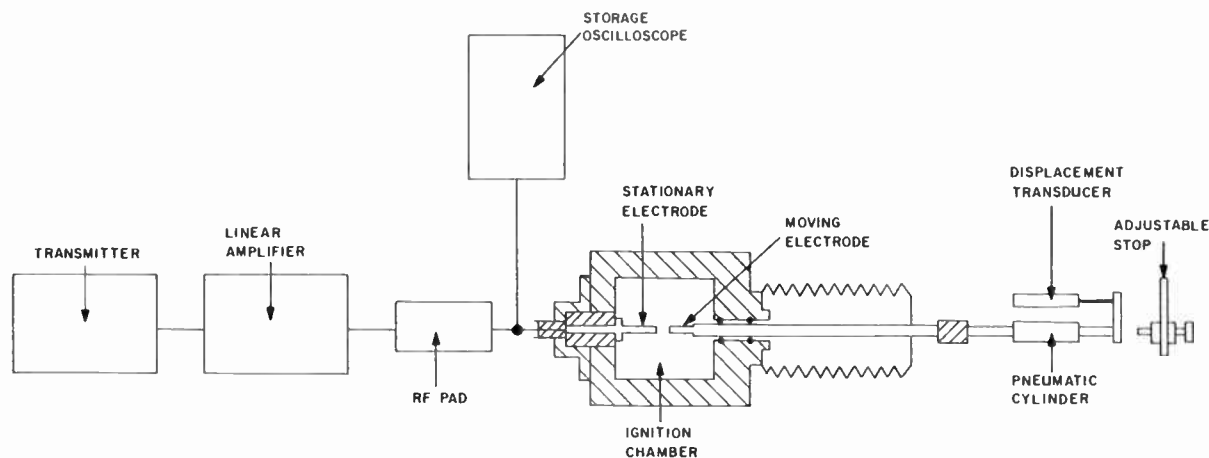 STORAGE
OSCILLOSCOPE
DISPLACEMENT
TRANSDUCER
STATIONARY
ELECTRODE
MOVING
ELECTRODE
ADJUSTABLE
STOP
LINEAR
AMPLIFIER
TRANSMITTER
RF PAD
PNEUMATIC
CYLINDER
IGNITION
CHAMBER